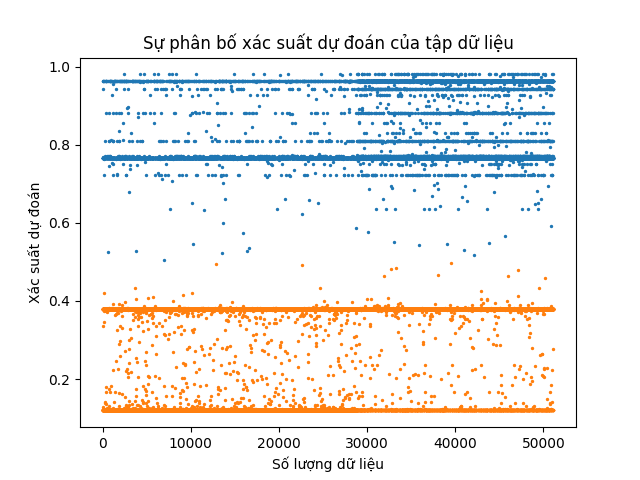 Sự phân bố xác suất dự đoán của tập dữ liệu
1.0
0.8
0.6
0.4
0.2
Xác suất dự đoán
0 10000 20000 30000 40000 50000
Số lượng dữ liệu